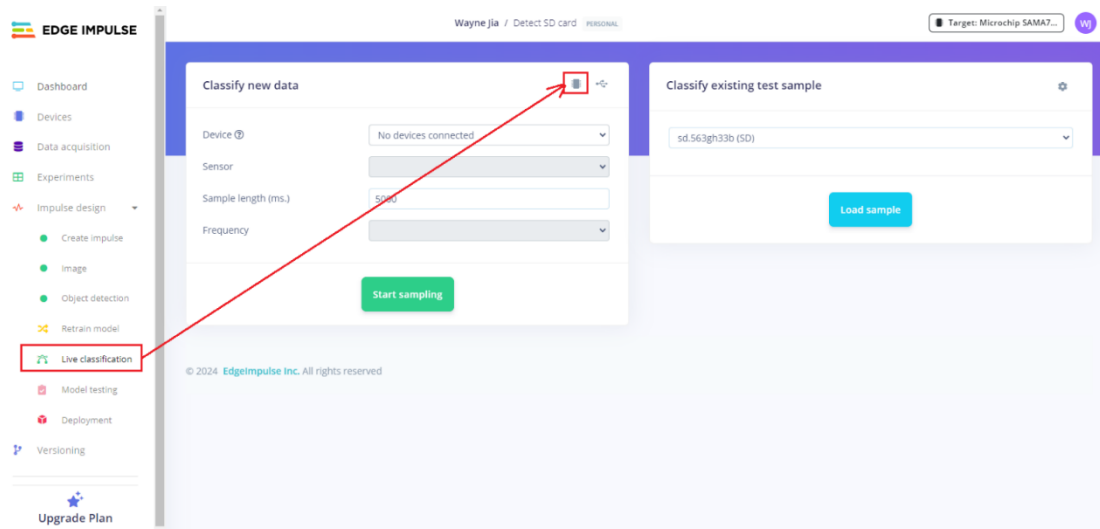 EDGE IMPULSE
Wayne Jia / Detect SD card PERSONAL
Target: Microchip SAMA7...
WJ
Dashboard
Devices
Data acquisition
Experiments
Impulse design
Create impulse
Image
Object detection
Retrain model
Live classification
Model testing
Deployment
Versioning
Upgrade Plan
Classify new data
Device
No devices connected
Sensor
Sample length (ms.)
5000
Frequency
Start sampling
Classify existing test sample
sd.563gh33b (SD)
Load sample
© 2024 EdgeImpulse Inc. All rights reserved